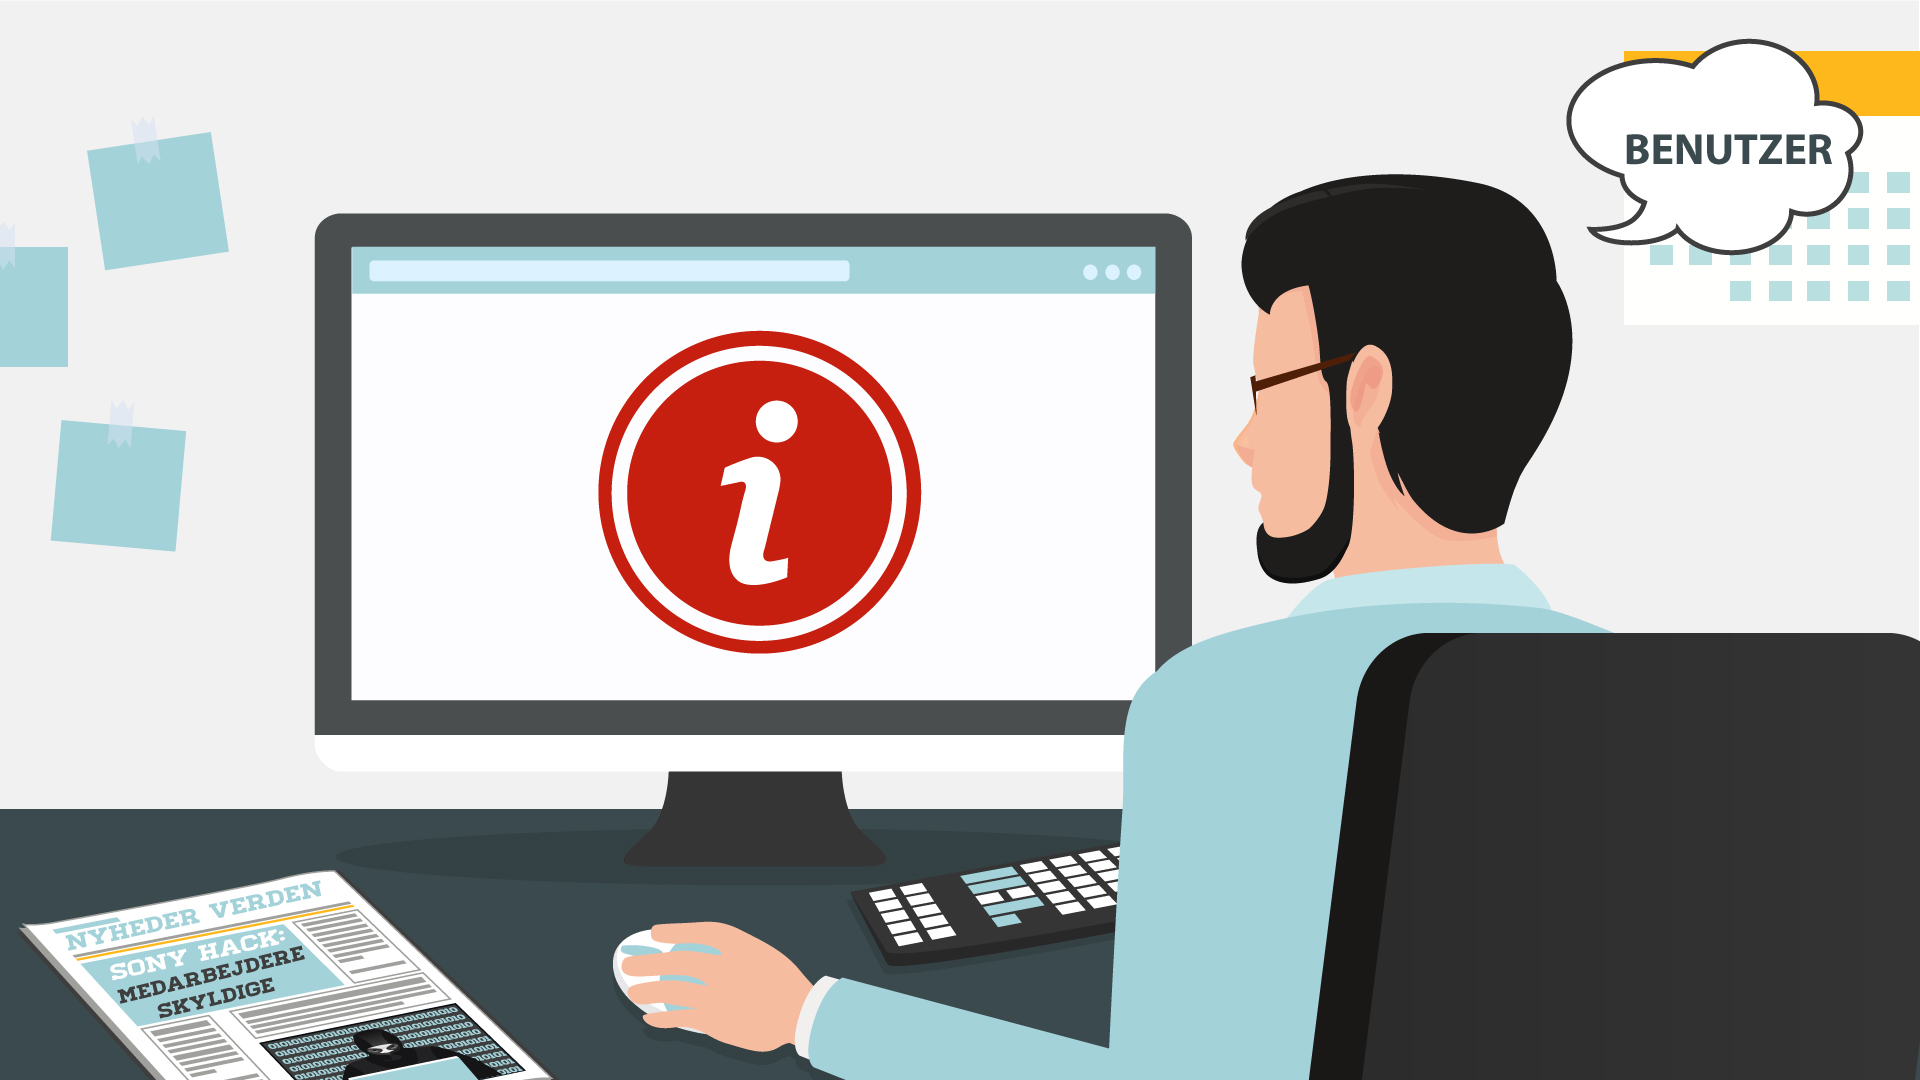 BENUTZER
i
NYHEDER VERDEN
SONY HACK:
MEDARBEJDERE
SKYLDIGE